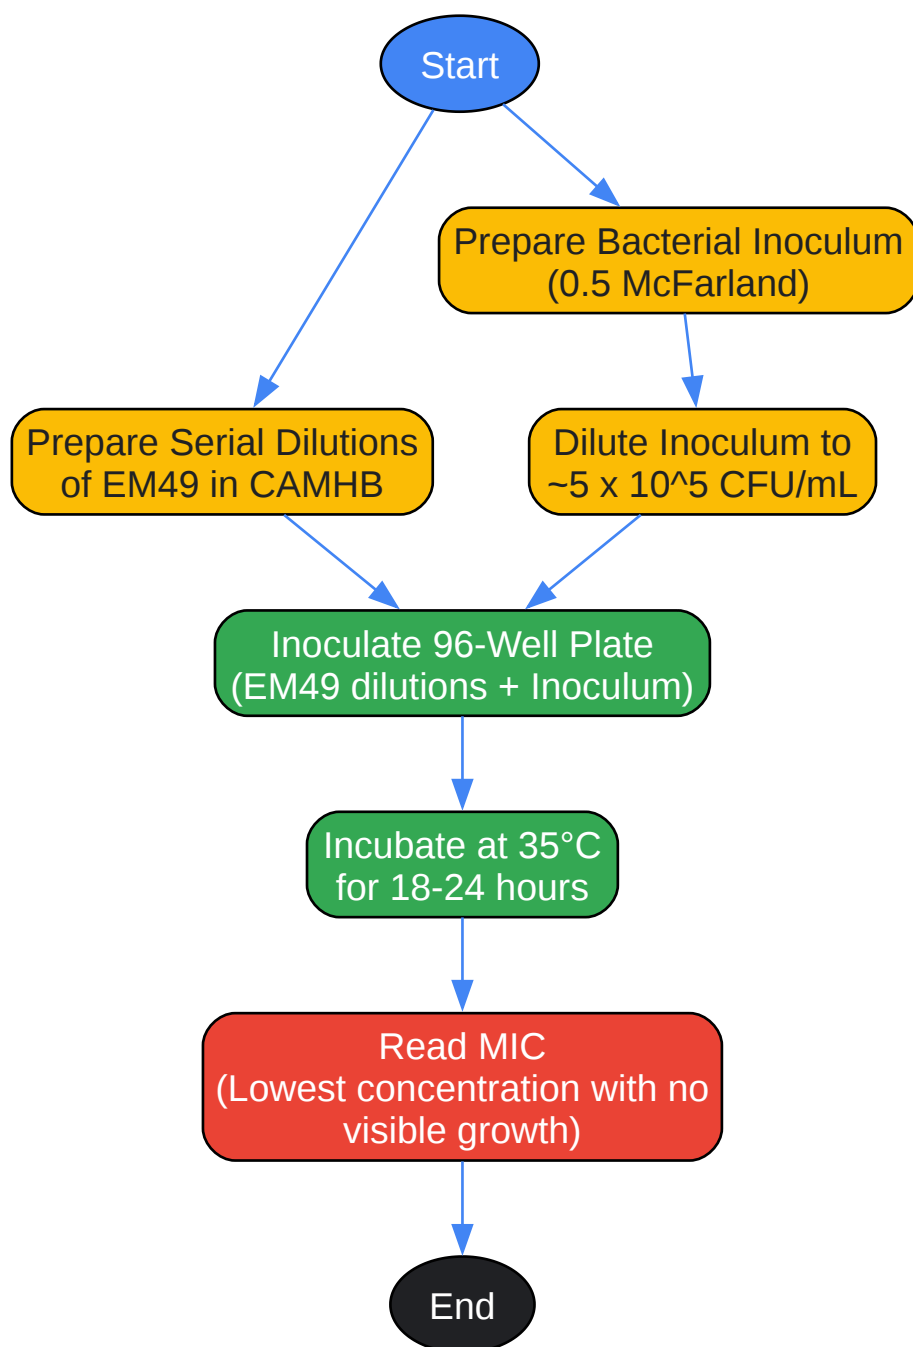 Start
Prepare Bacterial Inoculum
(0.5 McFarland)
Prepare Serial Dilutions
of EM49 in CAMHB
Dilute Inoculum to
~5 x 10^5 CFU/mL
Inoculate 96-Well Plate
(EM49 dilutions + Inoculum)
Incubate at 35°C
for 18-24 hours
Read MIC
(Lowest concentration with no
visible growth)
End